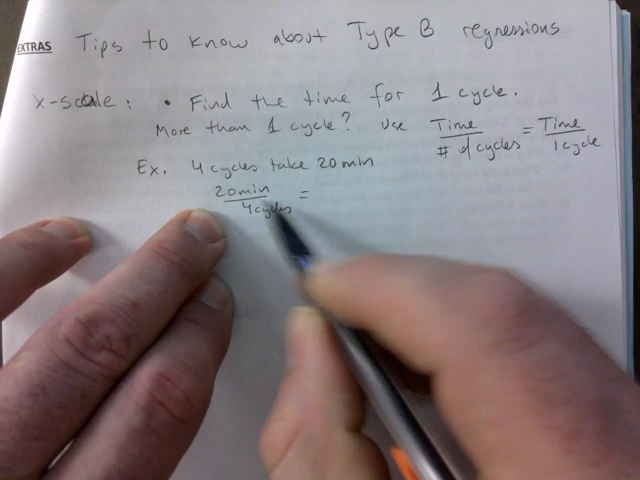 EXTRAS Tips to know about Type B regressions
X-scale: • Find the time for 1 cycle.
More than 1 cycle? Use Time / # of cycles = Time / 1 cycle
Ex. 4 cycles take 20 min
20 min / 4 cycles =